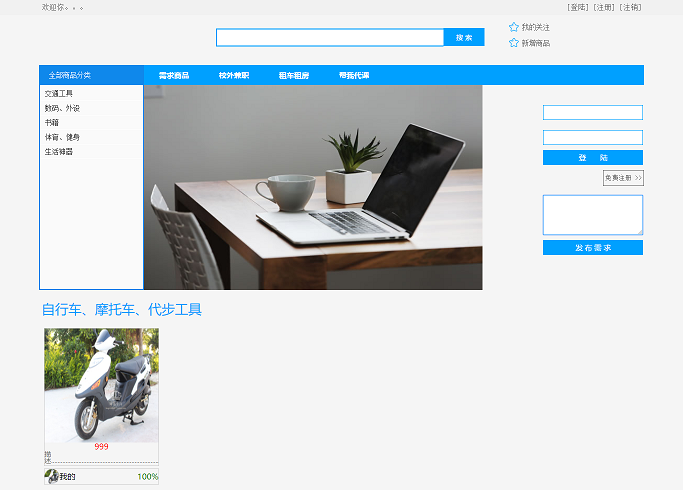 欢迎你。。。 [登陆] [注册] [注销]
搜 索
我的关注
新增商品
全部商品分类 需求商品 校外兼职 租车租房 帮我代课
交通工具
数码、外设
书籍
体育、健身
生活神器
登 陆
免费注册 >>
发 布 需 求
自行车、摩托车、代步工具
999
描
述
我的 100%